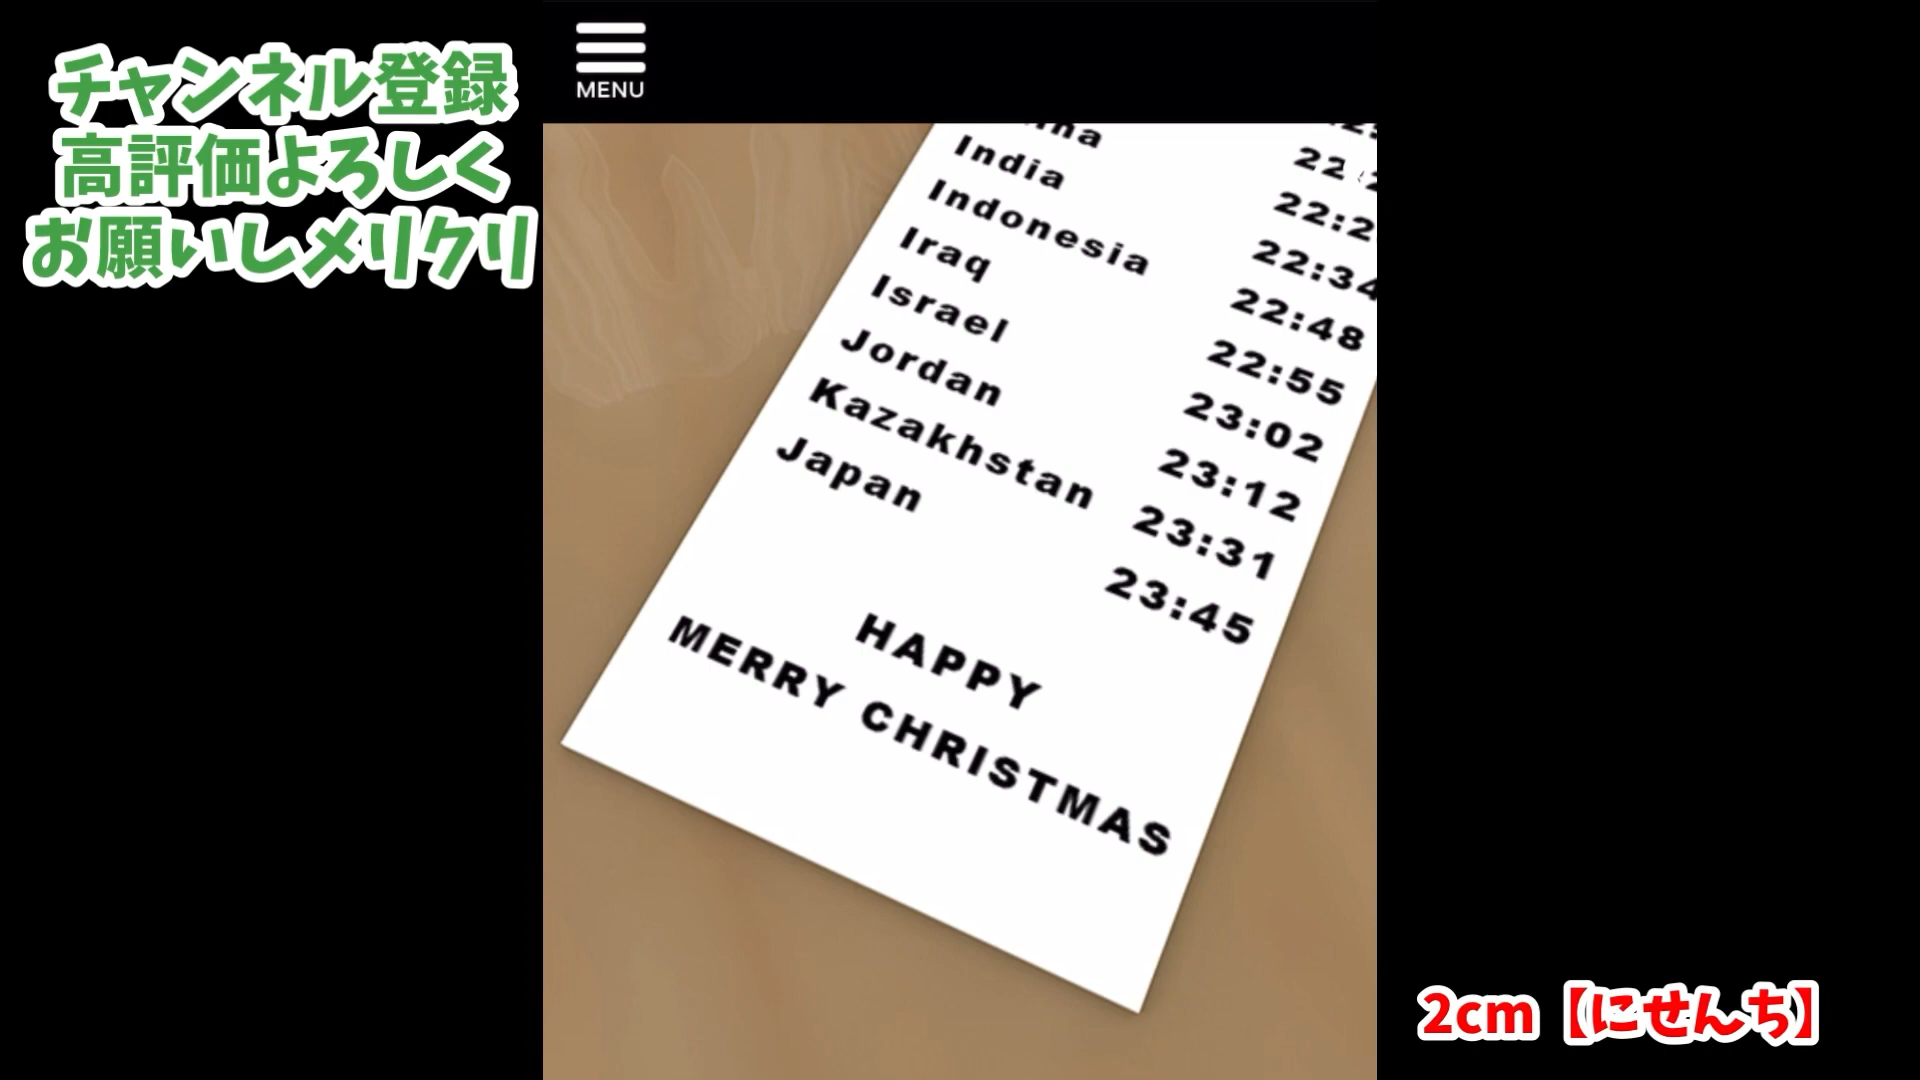 チャンネル登録
高評価よろしく
お願いしメリクリ
MENU
India 22:34
Indonesia 22:48
Iraq 22:55
Israel 23:02
Jordan 23:12
Kazakhstan 23:31
Japan 23:45
HAPPY
MERRY CHRISTMAS
2cm【にせんち】